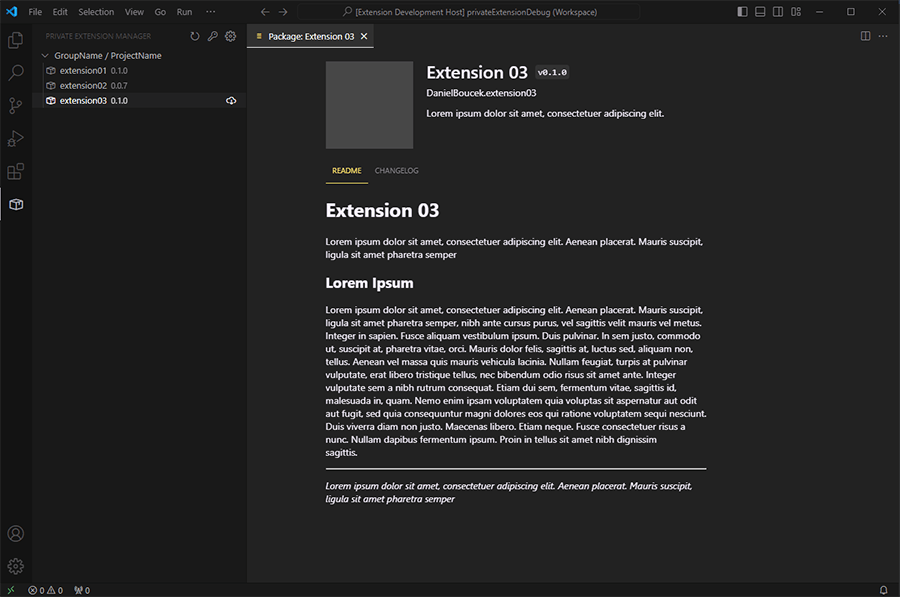 File Edit Selection View Go Run ··· [Extension Development Host] privateExtensionDebug (Workspace)
PRIVATE EXTENSION MANAGER
GroupName / ProjectName
extension01 0.1.0
extension02 0.0.7
extension03 0.1.0
Package: Extension 03
Extension 03 v0.1.0
DanielBoucek.extension03
Lorem ipsum dolor sit amet, consectetuer adipiscing elit.
README CHANGELOG
Extension 03
Lorem ipsum dolor sit amet, consectetuer adipiscing elit. Aenean placerat. Mauris suscipit,
ligula sit amet pharetra semper
Lorem Ipsum
Lorem ipsum dolor sit amet, consectetuer adipiscing elit. Aenean placerat. Mauris suscipit,
ligula sit amet pharetra semper, nibh ante cursus purus, vel sagittis velit mauris vel metus.
Integer in sapien. Fusce aliquam vestibulum ipsum. Duis pulvinar. In sem justo, commodo
ut, suscipit at, pharetra vitae, orci. Mauris dolor felis, sagittis at, luctus sed, aliquam non,
tellus. Aenean vel massa quis mauris vehicula lacinia. Nullam feugiat, turpis at pulvinar
vulputate, erat libero tristique tellus, nec bibendum odio risus sit amet ante. Integer
vulputate sem a nibh rutrum consequat. Etiam dui sem, fermentum vitae, sagittis id,
malesuada in, quam. Nemo enim ipsam voluptatem quia voluptas sit aspernatur aut odit
aut fugit, sed quia consequuntur magni dolores eos qui ratione voluptatem sequi nesciunt.
Duis viverra diam non justo. Maecenas libero. Etiam neque. Fusce consectetuer risus a
nunc. Nullam dapibus fermentum ipsum. Proin in tellus sit amet nibh dignissim
sagittis.
Lorem ipsum dolor sit amet, consectetuer adipiscing elit. Aenean placerat. Mauris suscipit,
ligula sit amet pharetra semper
0 0 0